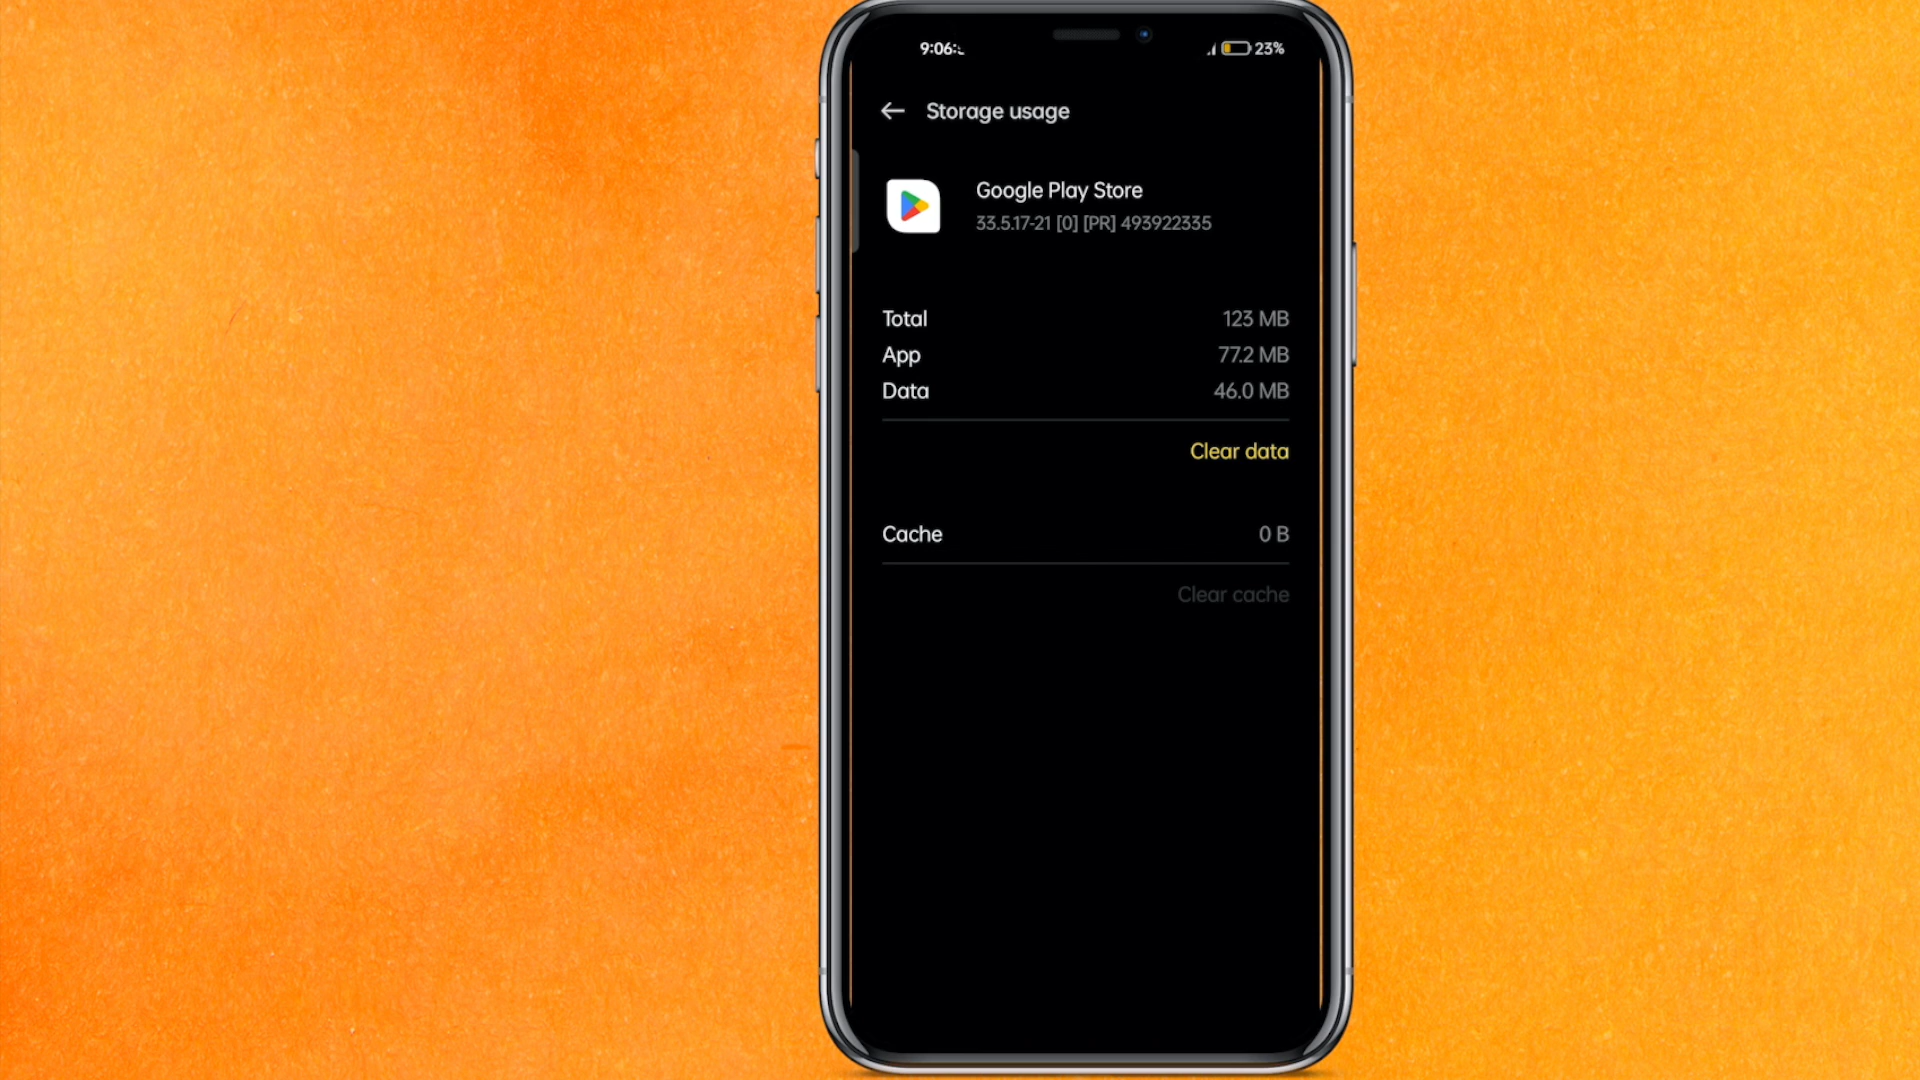 9:06
23%
Storage usage
Google Play Store
33.5.17-21 [0] [PR] 493922335
Total 123 MB
App 77.2 MB
Data 46.0 MB
Clear data
Cache 0 B
Clear cache